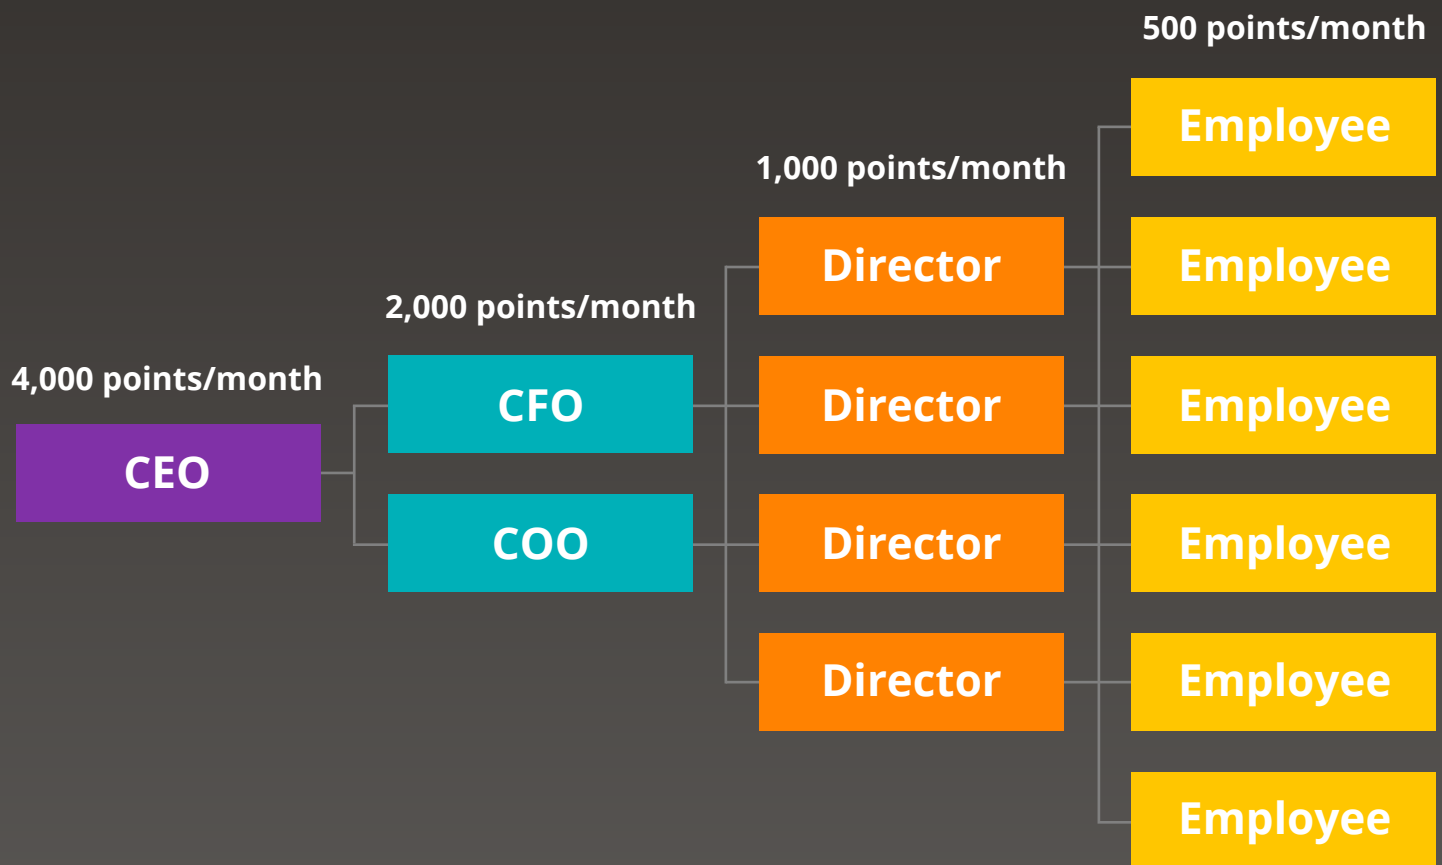 4,000 points/month
CEO
2,000 points/month
CFO
COO
1,000 points/month
Director
Director
Director
Director
500 points/month
Employee
Employee
Employee
Employee
Employee
Employee